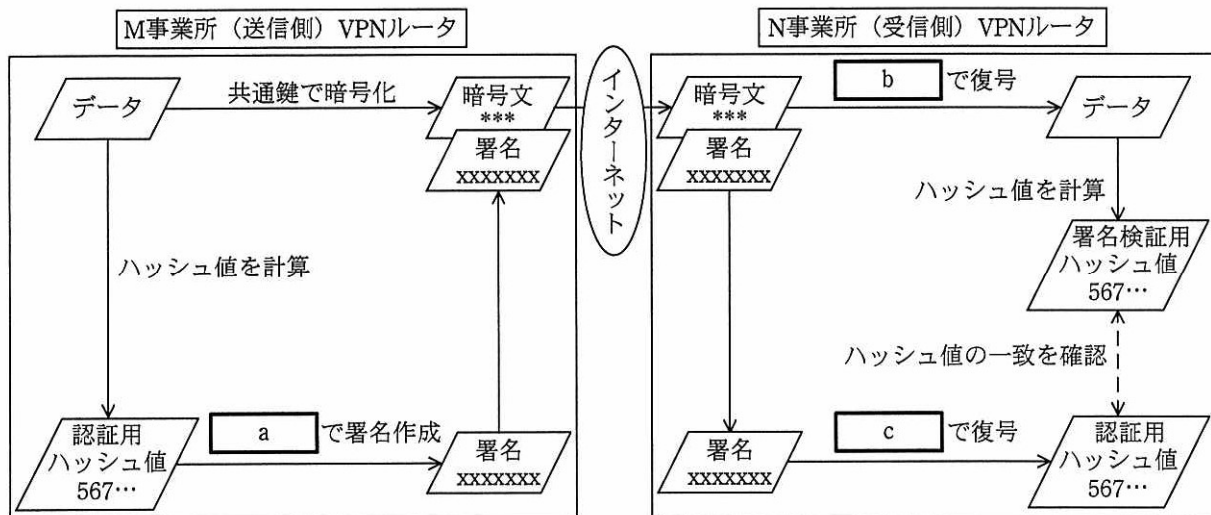 M事業所（送信側）VPNルータ
N事業所（受信側）VPNルータ
データ
共通鍵で暗号化
暗号文
***
署名
xxxxxxx
インターネット
暗号文
***
署名
xxxxxxx
b
で復号
データ
ハッシュ値を計算
ハッシュ値を計算
署名検証用
ハッシュ値
567…
ハッシュ値の一致を確認
認証用
ハッシュ値
567…
a
で署名作成
署名
xxxxxxx
署名
xxxxxxx
c
で復号
認証用
ハッシュ値
567…